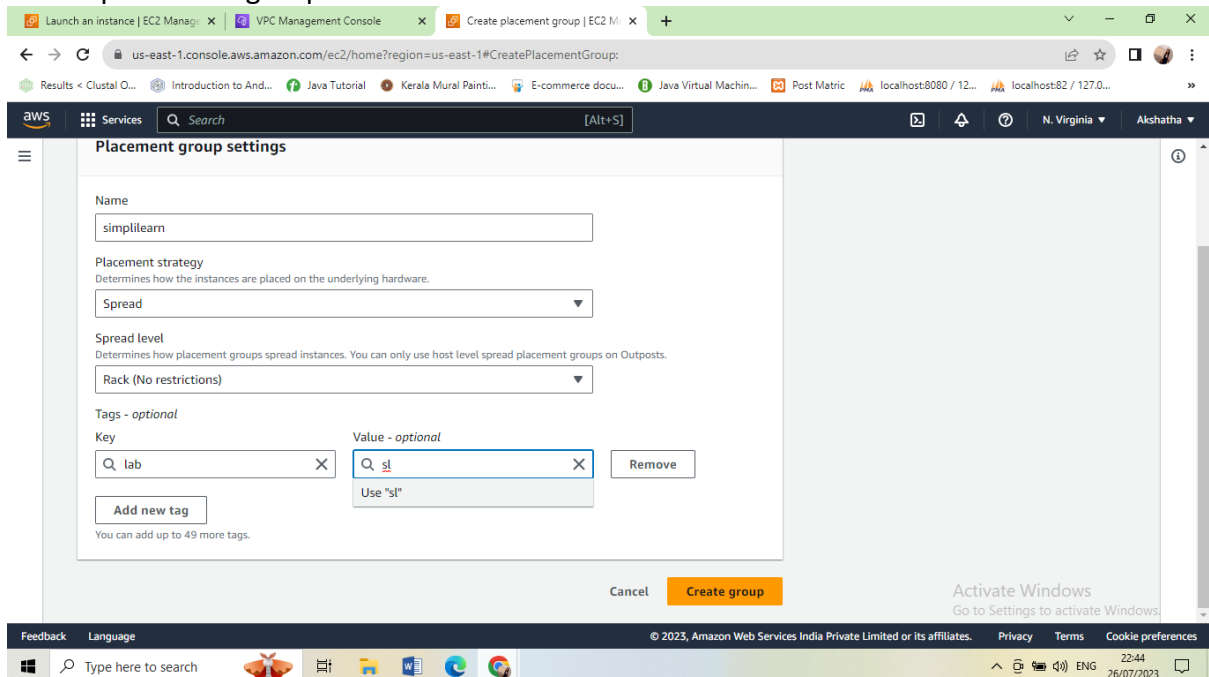 Launch an instance | EC2 Manage
VPC Management Console
Create placement group | EC2 M
us-east-1.console.aws.amazon.com/ec2/home?region=us-east-1#CreatePlacementGroup:
Results < Clustal O...
Introduction to And...
Java Tutorial
Kerala Mural Painti...
E-commerce docu...
Java Virtual Machin...
Post Matric
localhost:8080 / 12...
localhost:82 / 127.0...
»
aws
Services
Search
[Alt+S]
N. Virginia
Akshatha
Placement group settings
Name
simplilearn
Placement strategy
Determines how the instances are placed on the underlying hardware.
Spread
Spread level
Determines how placement groups spread instances. You can only use host level spread placement groups on Outposts.
Rack (No restrictions)
Tags - optional
Key
Value - optional
lab
sl
Remove
Use "sl"
Add new tag
You can add up to 49 more tags.
Cancel
Create group
Activate Windows
Go to Settings to activate Windows.
Feedback
Language
© 2023, Amazon Web Services India Private Limited or its affiliates.
Privacy
Terms
Cookie preferences
Type here to search
ENG
22:44
26/07/2023